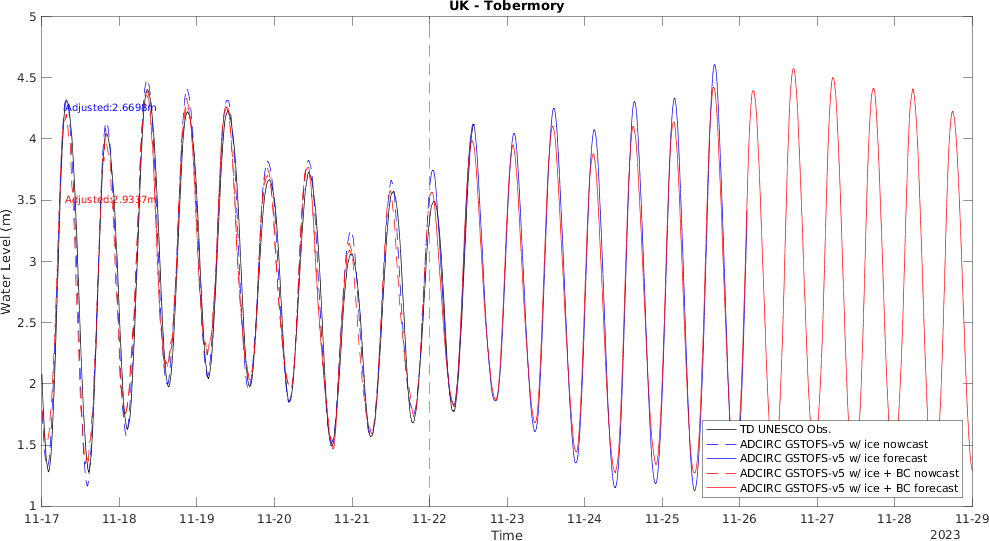 UK - Tobermory
5
4.5
4
3.5
3
2.5
2
1.5
1
Water Level (m)
Adjusted:2.6698m
Adjusted:2.9337m
TD UNESCO Obs.
ADCIRC GSTOFS-v5 w/ ice nowcast
ADCIRC GSTOFS-v5 w/ ice forecast
ADCIRC GSTOFS-v5 w/ ice + BC nowcast
ADCIRC GSTOFS-v5 w/ ice + BC forecast
11-17 11-18 11-19 11-20 11-21 11-22 11-23 11-24 11-25 11-26 11-27 11-28 11-29
Time
2023